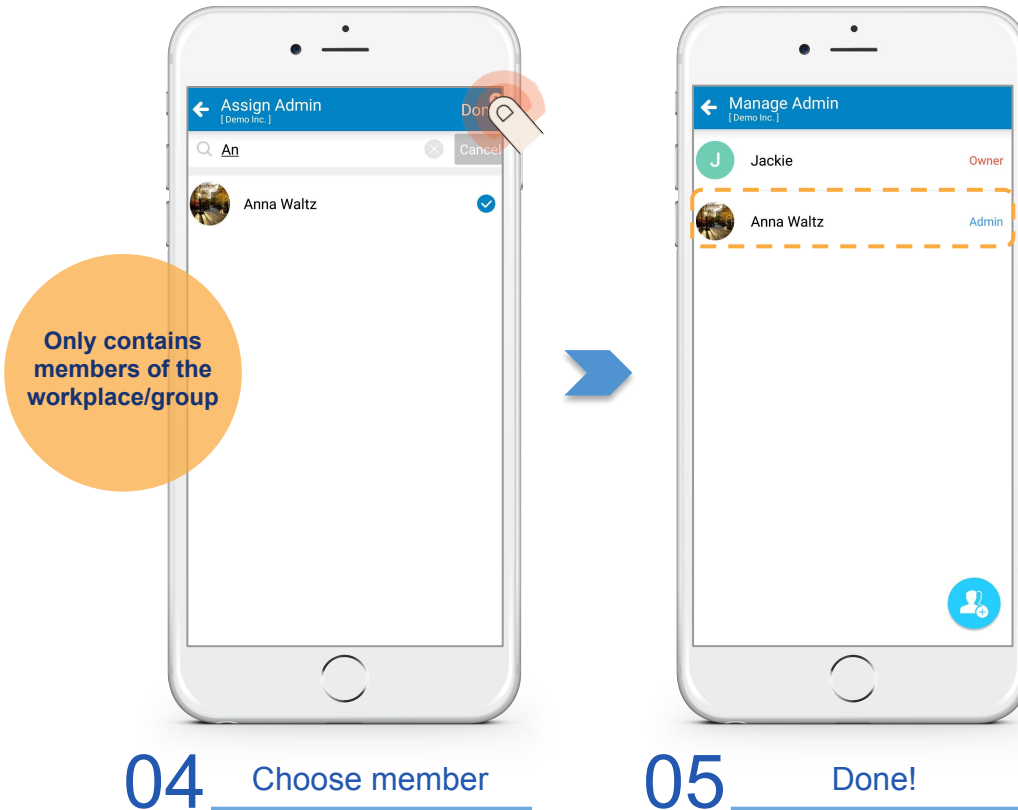 Assign Admin
[ Demo Inc. ]
Don
An
Cancel
Anna Waltz
Only contains
members of the
workplace/group
04 Choose member
Manage Admin
[ Demo Inc. ]
J Jackie Owner
Anna Waltz Admin
05 Done!